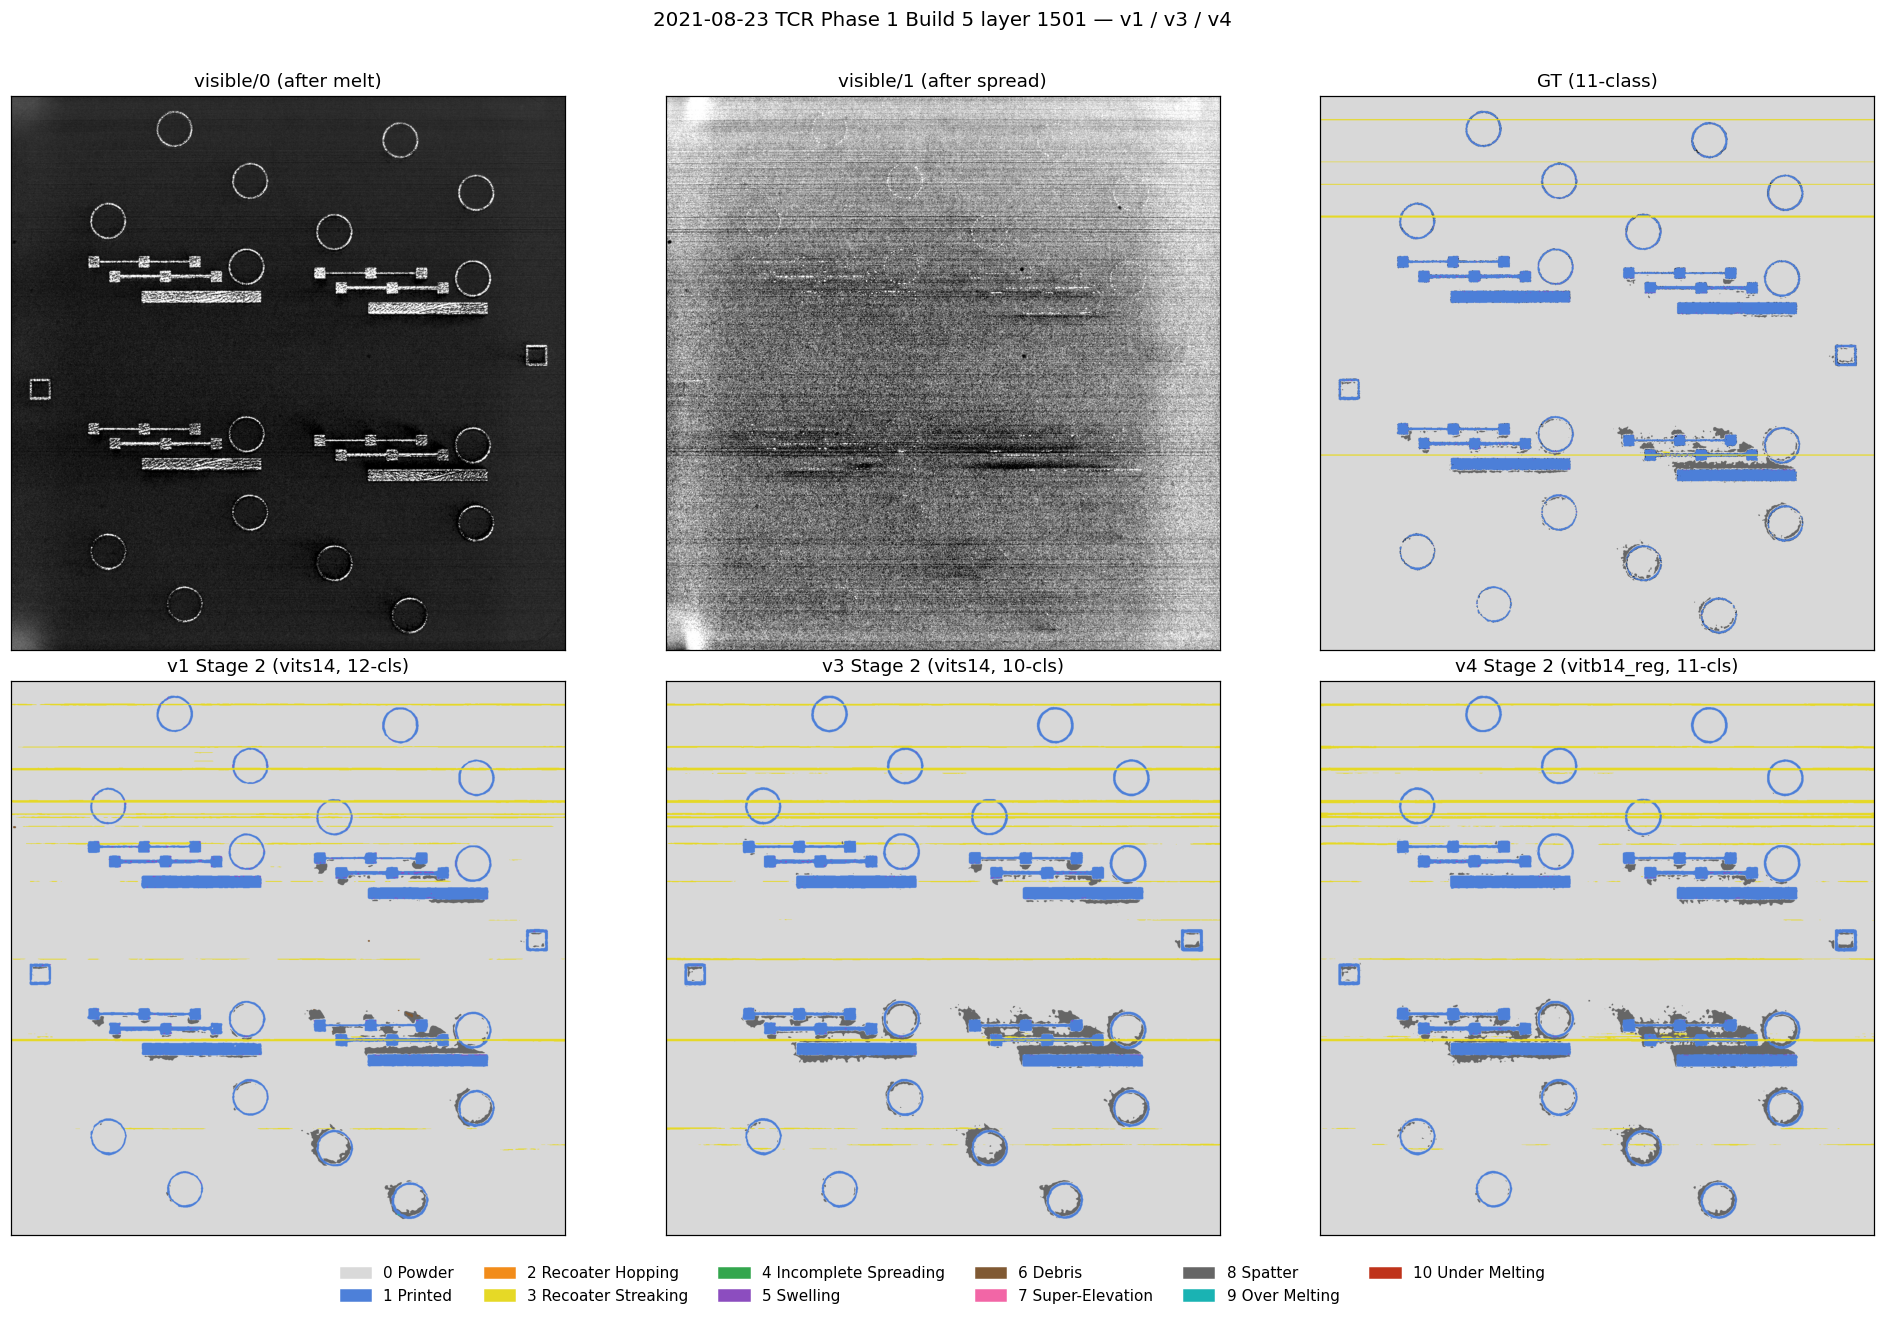 2021-08-23 TCR Phase 1 Build 5 layer 1501 — v1 / v3 / v4
visible/0 (after melt)
visible/1 (after spread)
GT (11-class)
v1 Stage 2 (vits14, 12-cls)
v3 Stage 2 (vits14, 10-cls)
v4 Stage 2 (vitb14_reg, 11-cls)
0 Powder
2 Recoater Hopping
4 Incomplete Spreading
6 Debris
8 Spatter
10 Under Melting
1 Printed
3 Recoater Streaking
5 Swelling
7 Super-Elevation
9 Over Melting